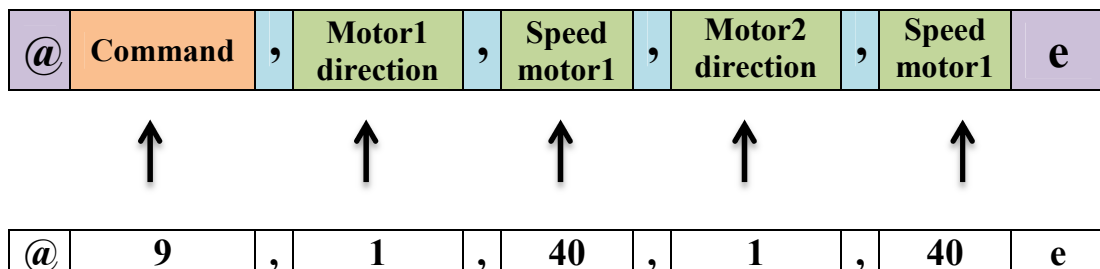 @ Command , Motor1 direction , Speed motor1 , Motor2 direction , Speed motor1 e
@ 9 , 1 , 40 , 1 , 40 e